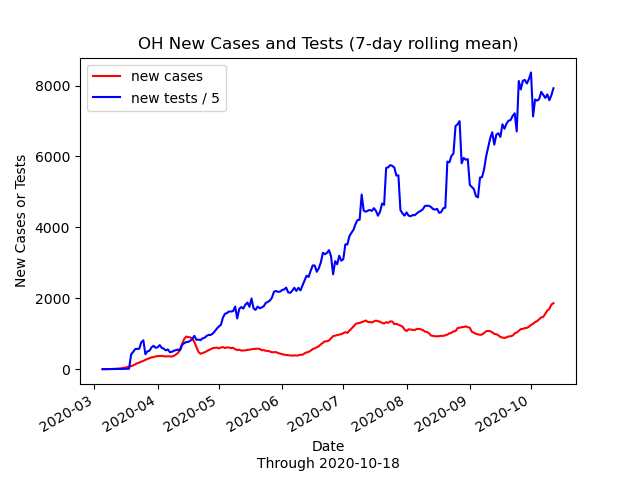 OH New Cases and Tests (7-day rolling mean)
new cases
new tests / 5
8000
6000
4000
2000
0
New Cases or Tests
2020-03
2020-04
2020-05
2020-06
2020-07
2020-08
2020-09
2020-10
Date
Through 2020-10-18